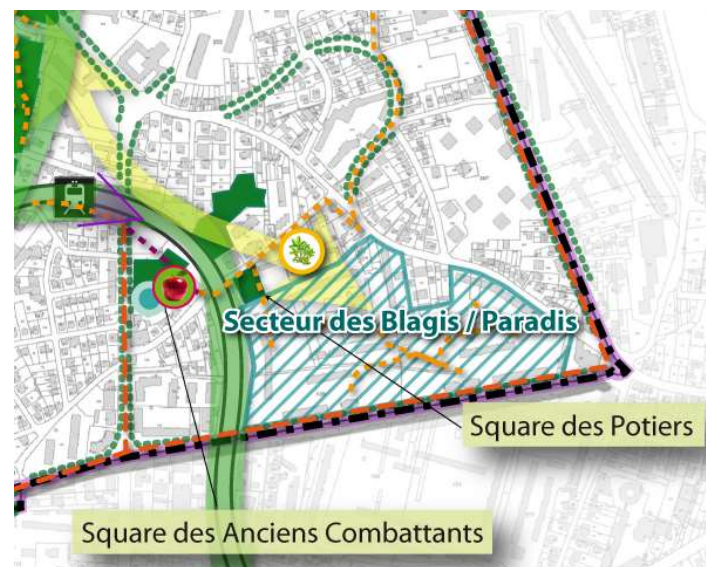 Secteur des Blagis / Paradis
Square des Potiers
Square des Anciens Combattants